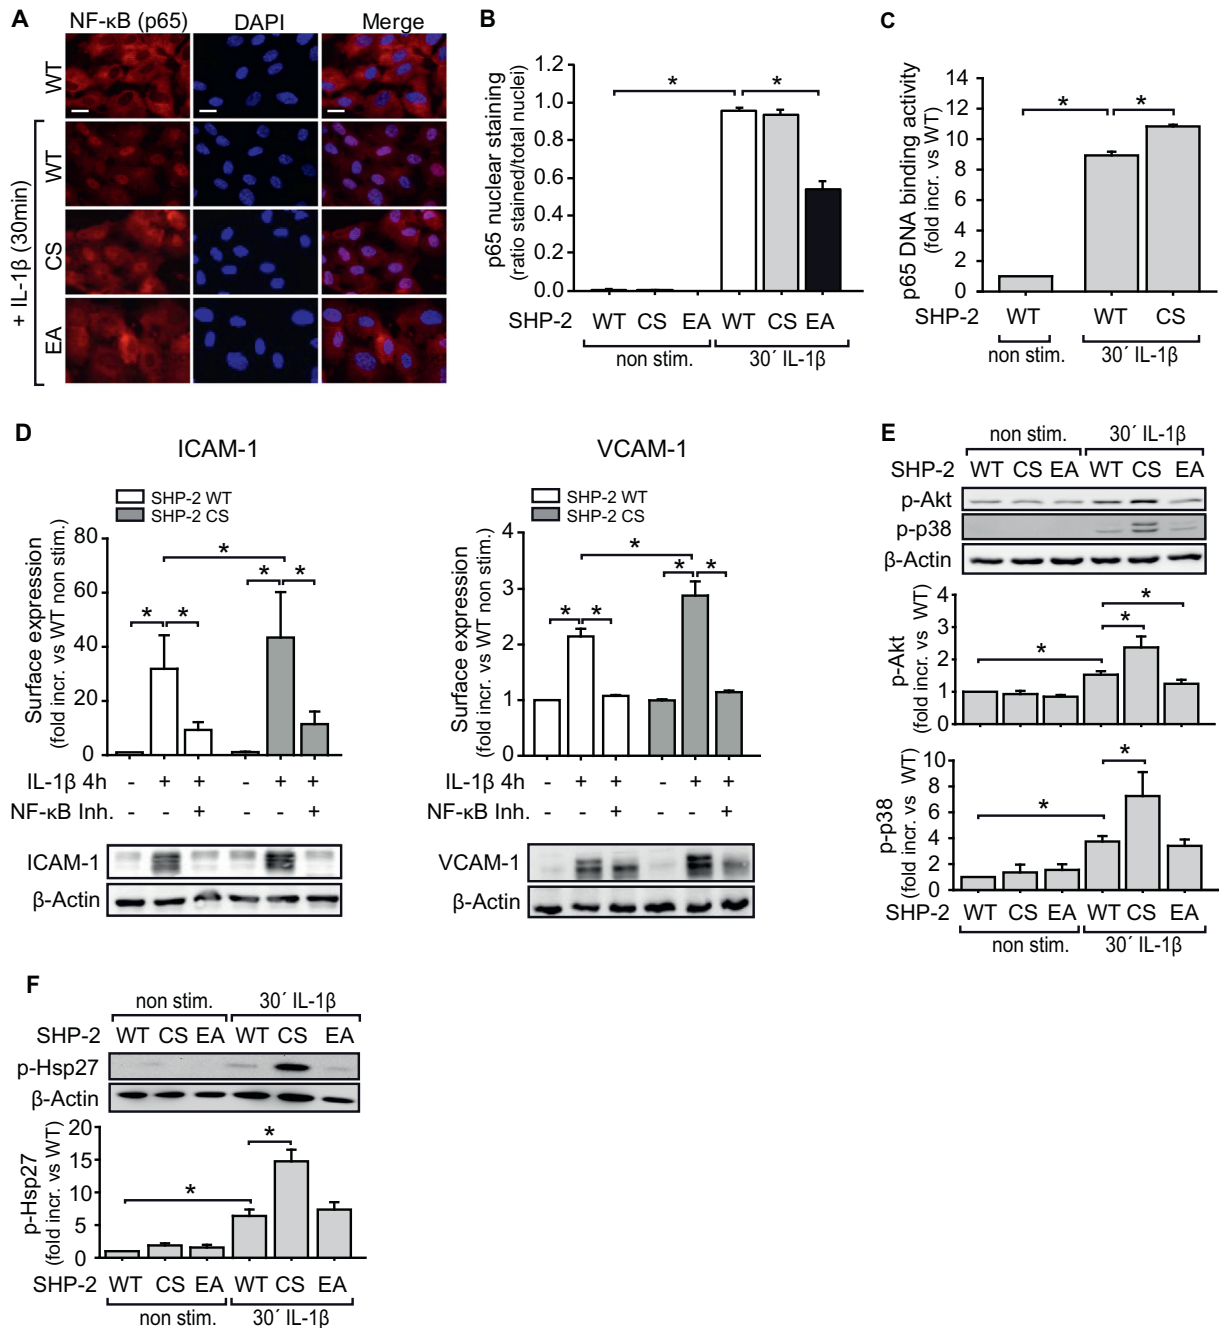 A
NF-κB (p65) DAPI Merge
WT
+ IL-1β (30min)
WT
CS
EA
B
p65 nuclear staining
(ratio stained/total nuclei)
1.2
1.0
0.8
0.6
0.4
0.2
0.0
* *
SHP-2 WT CS EA WT CS EA
non stim. 30´ IL-1β
C
p65 DNA binding activity
(fold incr. vs WT)
14
12
10
8
6
4
2
0
* *
SHP-2 WT WT CS
non stim. 30´ IL-1β
D
ICAM-1
SHP-2 WT
SHP-2 CS
Surface expression
(fold incr. vs WT non stim.)
80
60
40
20
0
*
* *
* *
IL-1β 4h - + + - + +
NF-κB Inh. - - + - - +
ICAM-1
β-Actin
VCAM-1
SHP-2 WT
SHP-2 CS
Surface expression
(fold incr. vs WT non stim.)
4
3
2
1
0
*
* *
* *
IL-1β 4h - + + - + +
NF-κB Inh. - - + - - +
VCAM-1
β-Actin
E
non stim. 30´ IL-1β
SHP-2 WT CS EA WT CS EA
p-Akt
p-p38
β-Actin
p-Akt
(fold incr. vs WT)
4
3
2
1
0
*
*
*
p-p38
(fold incr. vs WT)
10
8
6
4
2
0
*
*
SHP-2 WT CS EA WT CS EA
non stim. 30´ IL-1β
F
non stim. 30´ IL-1β
SHP-2 WT CS EA WT CS EA
p-Hsp27
β-Actin
p-Hsp27
(fold incr. vs WT)
20
15
10
5
0
*
*
SHP-2 WT CS EA WT CS EA
non stim. 30´ IL-1β